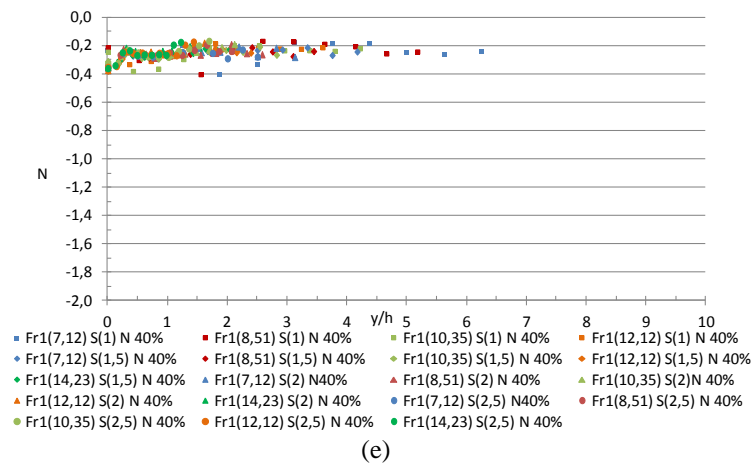 0,0
-0,2
-0,4
-0,6
-0,8
N
-1,0
-1,2
-1,4
-1,6
-1,8
-2,0
0 1 2 3 4 5 6 7 8 9 10
y/h
Fr1(7,12) S(1) N 40% Fr1(8,51) S(1) N 40% Fr1(10,35) S(1) N 40% Fr1(12,12) S(1) N 40%
Fr1(7,12) S(1,5) N 40% Fr1(8,51) S(1,5) N 40% Fr1(10,35) S(1,5) N 40% Fr1(12,12) S(1,5) N 40%
Fr1(14,23) S(1,5) N 40% Fr1(7,12) S(2) N40% Fr1(8,51) S(2) N 40% Fr1(10,35) S(2)N 40%
Fr1(12,12) S(2) N 40% Fr1(14,23) S(2) N 40% Fr1(7,12) S(2,5) N40% Fr1(8,51) S(2,5) N 40%
Fr1(10,35) S(2,5) N 40% Fr1(12,12) S(2,5) N 40% Fr1(14,23) S(2,5) N 40%
(e)